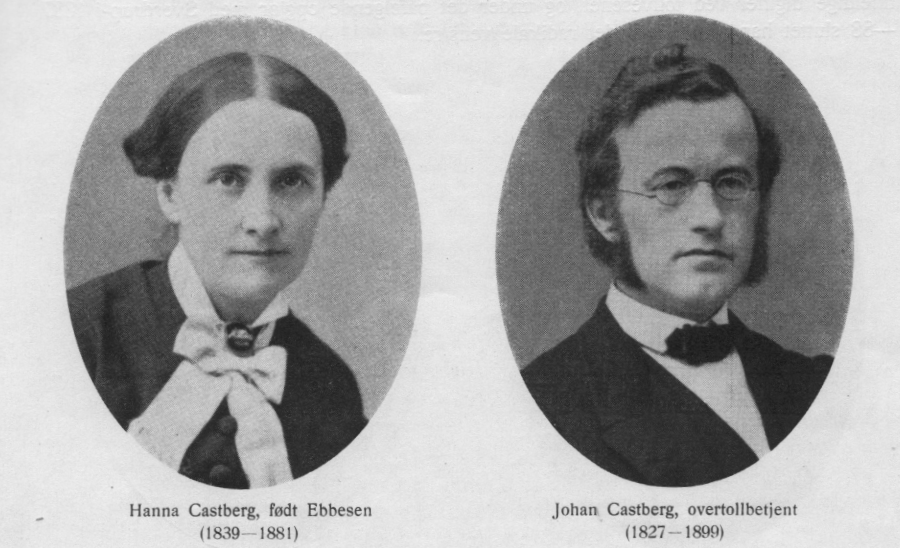 Hanna Castberg, født Ebbesen
(1839—1881)
Johan Castberg, overtollbetjent
(1827—1899)